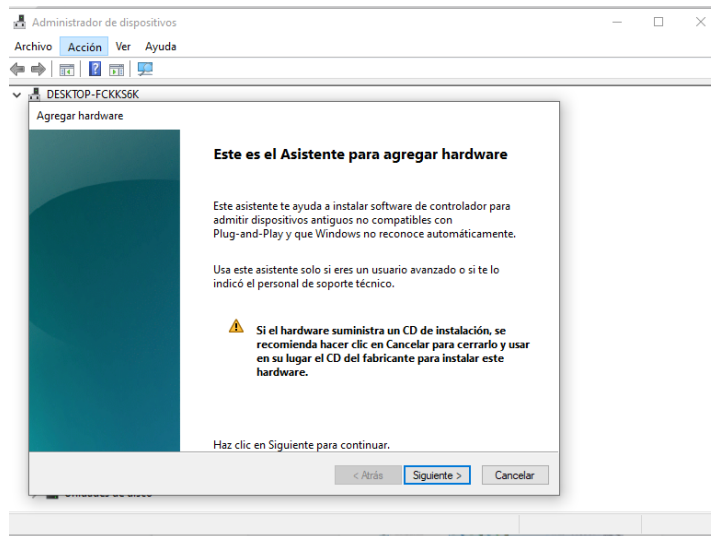 Administrador de dispositivos
Archivo Acción Ver Ayuda
DESKTOP-FCKKS6K
Agregar hardware
Este es el Asistente para agregar hardware
Este asistente te ayuda a instalar software de controlador para
admitir dispositivos antiguos no compatibles con
Plug-and-Play y que Windows no reconoce automáticamente.
Usa este asistente solo si eres un usuario avanzado o si te lo
indicó el personal de soporte técnico.
Si el hardware suministra un CD de instalación, se
recomienda hacer clic en Cancelar para cerrarlo y usar
en su lugar el CD del fabricante para instalar este
hardware.
Haz clic en Siguiente para continuar.
< Atrás Siguiente > Cancelar
Unidades de disco